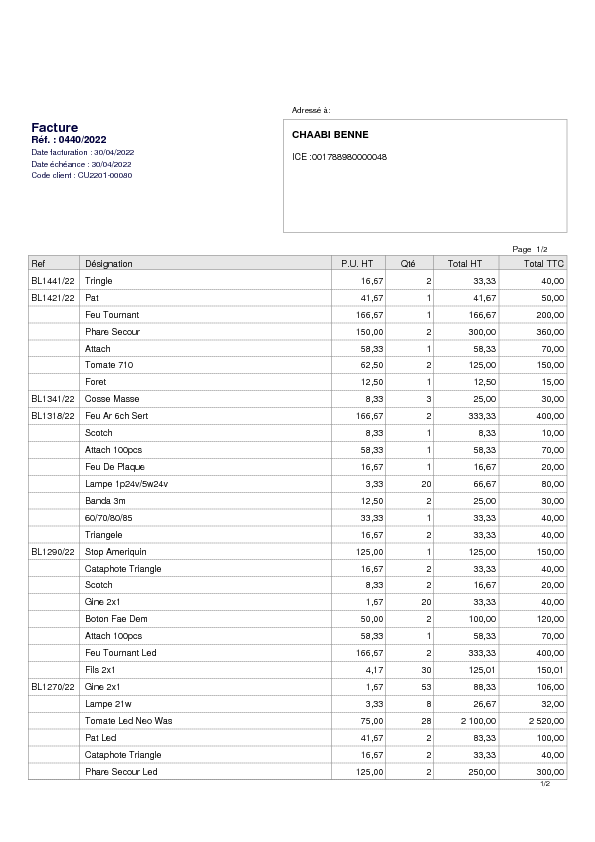 Adressé à:
Facture
Réf. : 0440/2022
Date facturation : 30/04/2022
Date échéance : 30/04/2022
Code client : CU2201-00080
CHAABI BENNE
ICE :001788980000048
Page 1/2
Ref Désignation P.U. HT Qté Total HT Total TTC
BL1441/22 Tringle 16,67 2 33,33 40,00
BL1421/22 Pat 41,67 1 41,67 50,00
Feu Tournant 166,67 1 166,67 200,00
Phare Secour 150,00 2 300,00 360,00
Attach 58,33 1 58,33 70,00
Tomate 710 62,50 2 125,00 150,00
Foret 12,50 1 12,50 15,00
BL1341/22 Cosse Masse 8,33 3 25,00 30,00
BL1318/22 Feu Ar 6ch Sert 166,67 2 333,33 400,00
Scotch 8,33 1 8,33 10,00
Attach 100pcs 58,33 1 58,33 70,00
Feu De Plaque 16,67 1 16,67 20,00
Lampe 1p24v/5w24v 3,33 20 66,67 80,00
Banda 3m 12,50 2 25,00 30,00
60/70/80/85 33,33 1 33,33 40,00
Triangele 16,67 2 33,33 40,00
BL1290/22 Stop Ameriquin 125,00 1 125,00 150,00
Cataphote Triangle 16,67 2 33,33 40,00
Scotch 8,33 2 16,67 20,00
Gine 2x1 1,67 20 33,33 40,00
Boton Fae Dem 50,00 2 100,00 120,00
Attach 100pcs 58,33 1 58,33 70,00
Feu Tournant Led 166,67 2 333,33 400,00
Fils 2x1 4,17 30 125,01 150,01
BL1270/22 Gine 2x1 1,67 53 88,33 106,00
Lampe 21w 3,33 8 26,67 32,00
Tomate Led Neo Was 75,00 28 2 100,00 2 520,00
Pat Led 41,67 2 83,33 100,00
Cataphote Triangle 16,67 2 33,33 40,00
Phare Secour Led 125,00 2 250,00 300,00
1/2